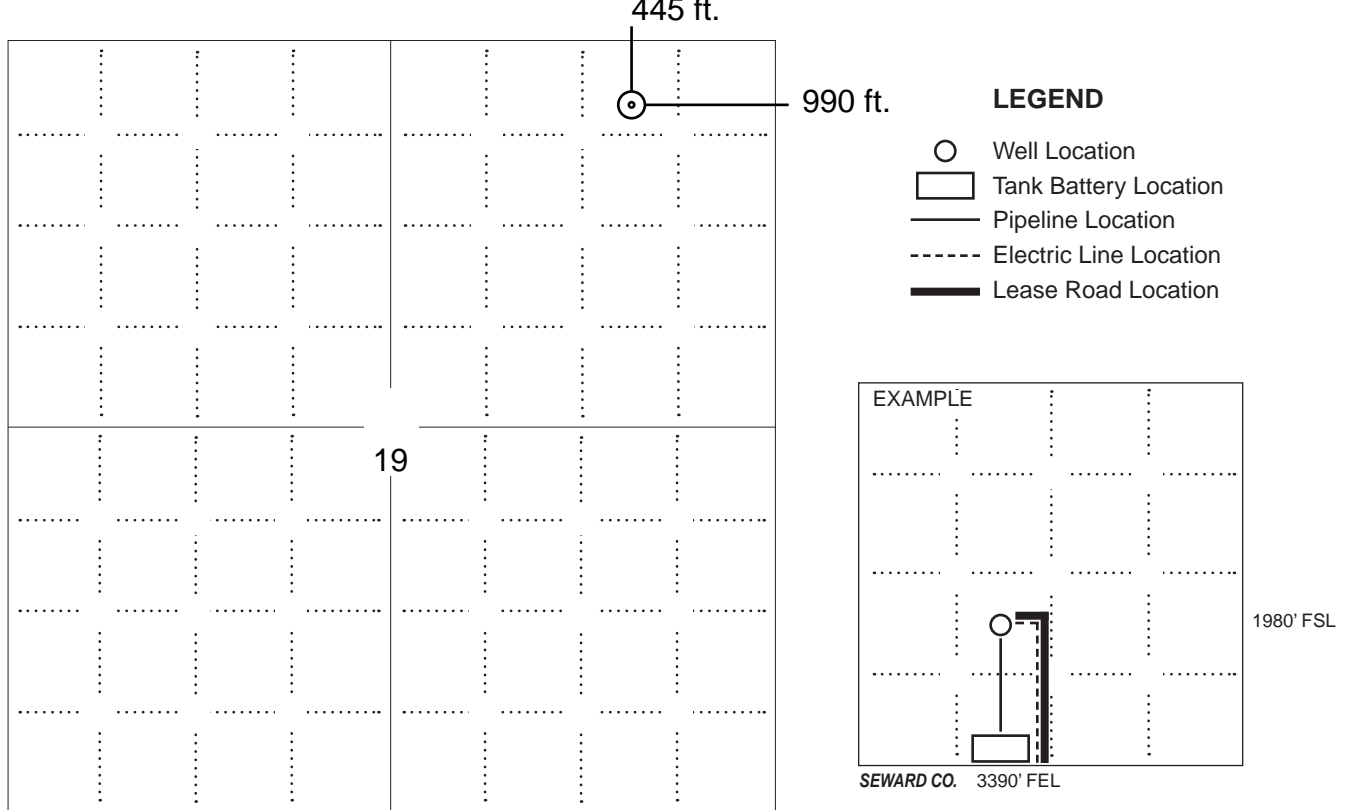 445 ft.
990 ft.
LEGEND
Well Location
Tank Battery Location
Pipeline Location
Electric Line Location
Lease Road Location
19
EXAMPLE
1980' FSL
SEWARD CO. 3390' FEL